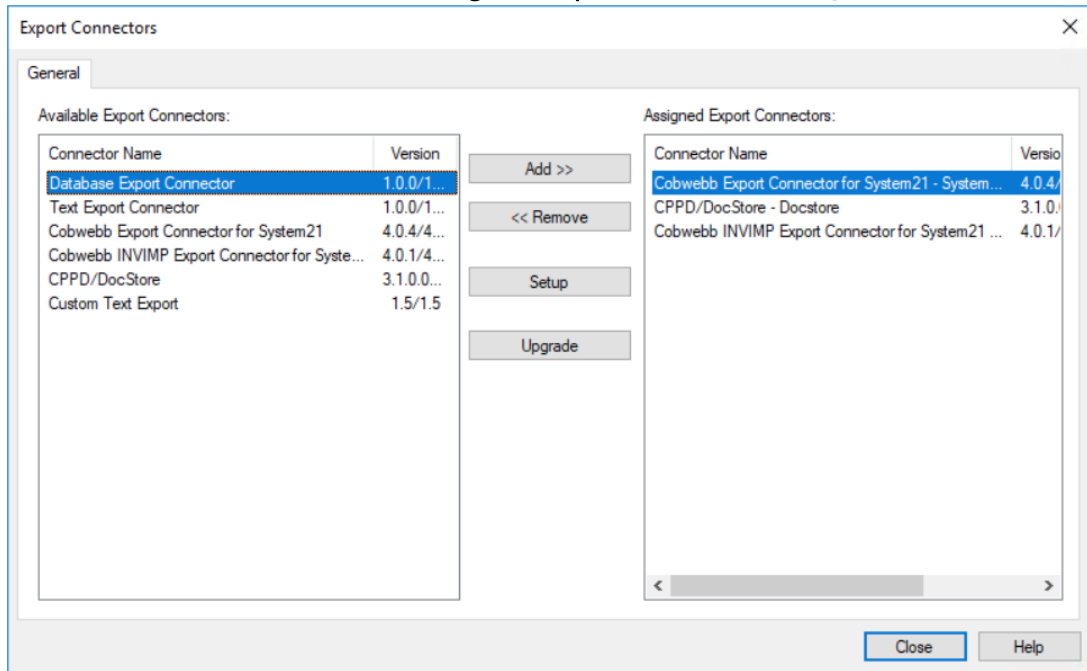 Export Connectors
General
Available Export Connectors:
Connector Name Version
Database Export Connector 1.0.0/1...
Text Export Connector 1.0.0/1...
Cobwebb Export Connector for System21 4.0.4/4...
Cobwebb INVIMP Export Connector for Syste... 4.0.1/4...
CPPD/DocStore 3.1.0.0...
Custom Text Export 1.5/1.5
Add >>
<< Remove
Setup
Upgrade
Assigned Export Connectors:
Connector Name Versio
Cobwebb Export Connector for System21 - System... 4.0.4/
CPPD/DocStore - Docstore 3.1.0.
Cobwebb INVIMP Export Connector for System21 ... 4.0.1/
Close
Help